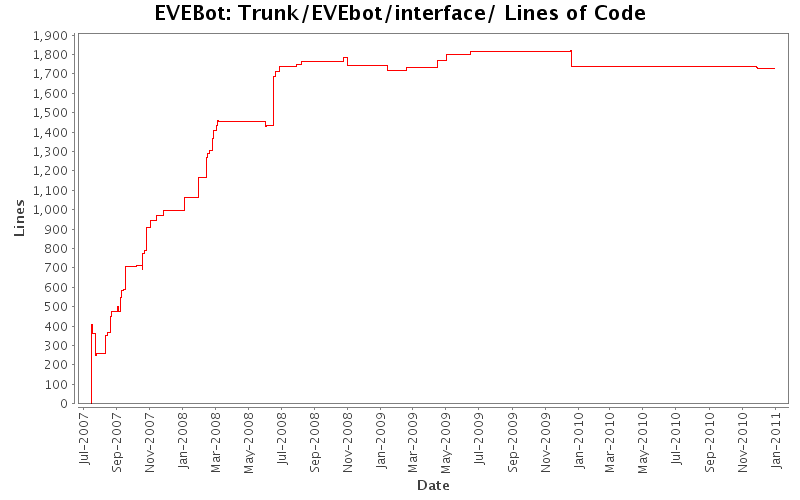 EVEBot: Trunk/EVEbot/interface/ Lines of Code
1,900
1,800
1,700
1,600
1,500
1,400
1,300
1,200
1,100
1,000
900
800
700
600
500
400
300
200
100
0
Lines
Jul-2007
Sep-2007
Nov-2007
Jan-2008
Mar-2008
May-2008
Jul-2008
Sep-2008
Nov-2008
Jan-2009
Mar-2009
May-2009
Jul-2009
Sep-2009
Nov-2009
Jan-2010
Mar-2010
May-2010
Jul-2010
Sep-2010
Nov-2010
Jan-2011
Date